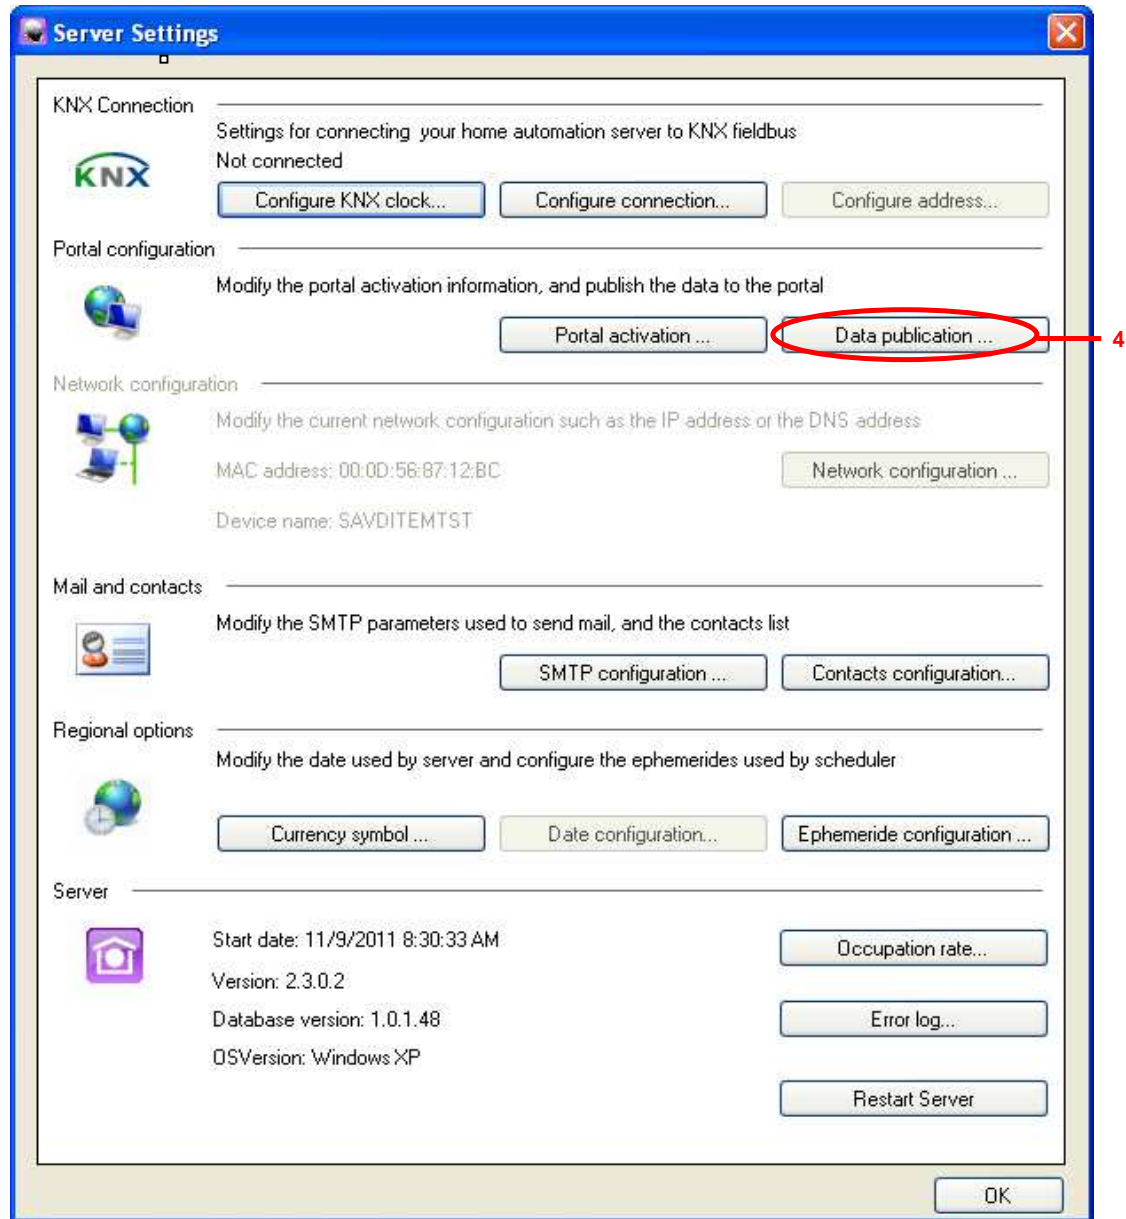 Server Settings
KNX Connection
Settings for connecting your home automation server to KNX fieldbus
KNX
Not connected
Configure KNX clock...
Configure connection...
Configure address...
Portal configuration
Modify the portal activation information, and publish the data to the portal
Portal activation ...
Data publication ...
4
Network configuration
Modify the current network configuration such as the IP address or the DNS address
MAC address: 00:0D:56:87:12:BC
Network configuration ...
Device name: SAVDITEMTST
Mail and contacts
Modify the SMTP parameters used to send mail, and the contacts list
SMTP configuration ...
Contacts configuration...
Regional options
Modify the date used by server and configure the ephemerides used by scheduler
Currency symbol ...
Date configuration...
Ephemeride configuration ...
Server
Start date: 11/9/2011 8:30:33 AM
Occupation rate...
Version: 2.3.0.2
Database version: 1.0.1.48
Error log...
OSVersion: Windows XP
Restart Server
OK